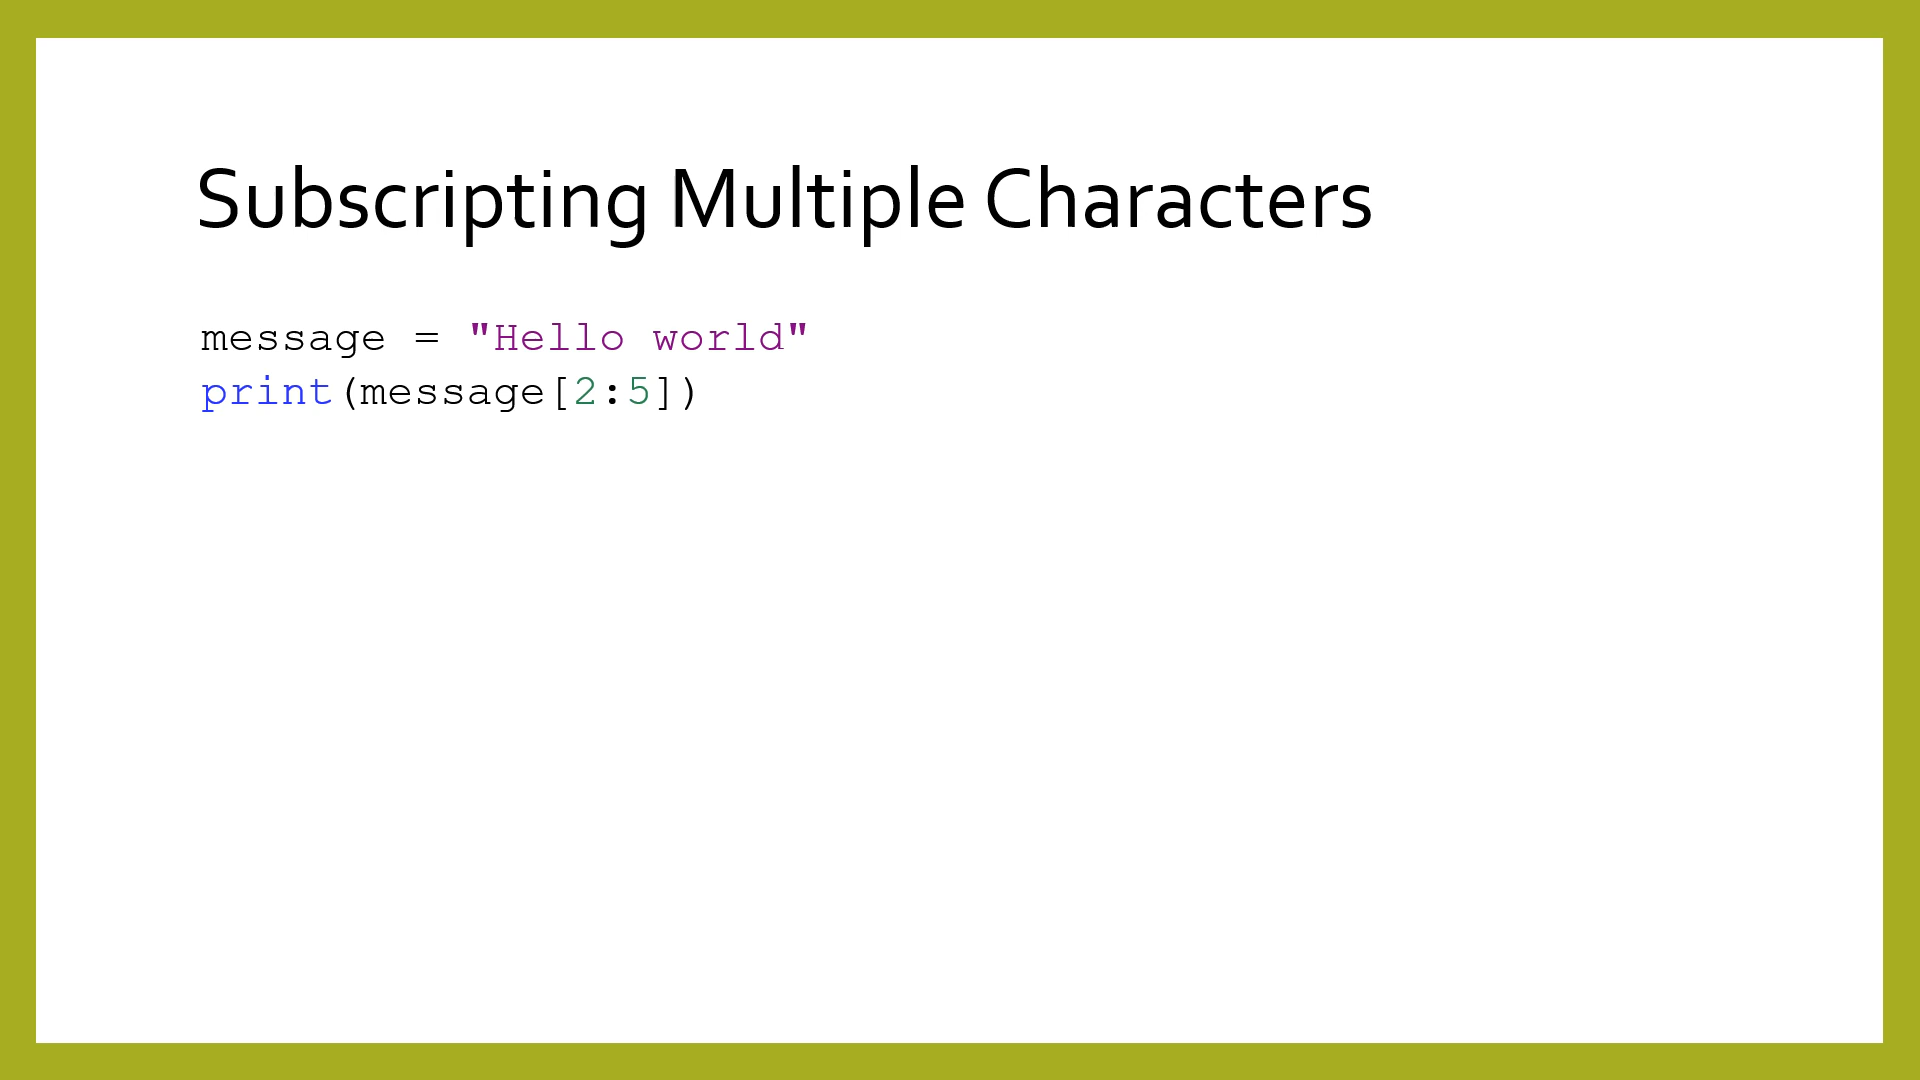 Subscripting Multiple Characters
message = "Hello world"
print(message[2:5])